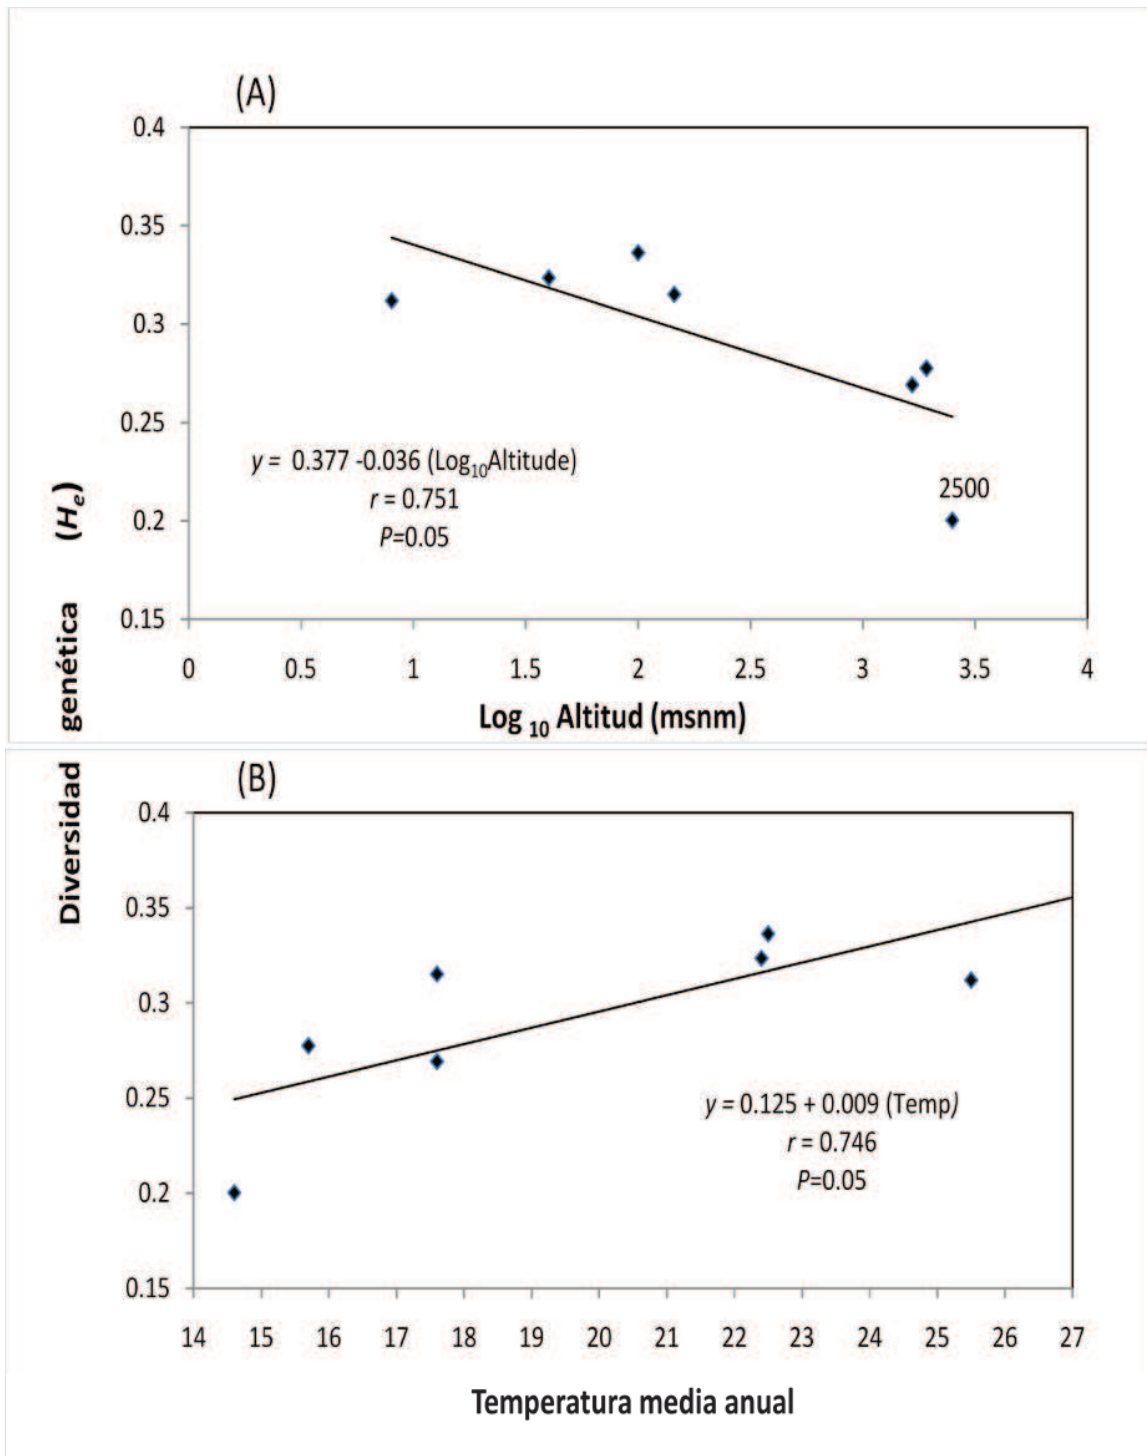 (A)
0.4
0.35
0.3
0.25
0.2
0.15
y = 0.377 -0.036 (Log10Altitude)
r = 0.751
P=0.05
2500
0 0.5 1 1.5 2 2.5 3 3.5 4
Log 10 Altitud (msnm)
Diversidad genética (He)
(B)
0.4
0.35
0.3
0.25
0.2
0.15
y = 0.125 + 0.009 (Temp)
r = 0.746
P=0.05
14 15 16 17 18 19 20 21 22 23 24 25 26 27
Temperatura media anual